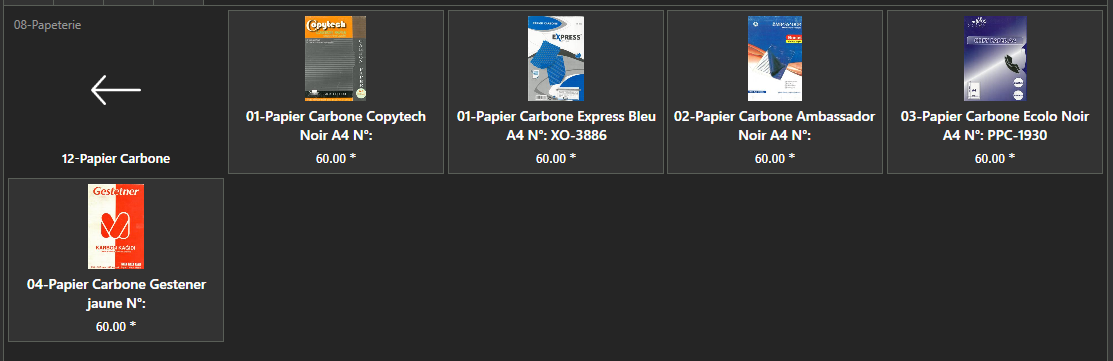 08-Papeterie
12-Papier Carbone
Copytech
01-Papier Carbone Copytech
Noir A4 N°:
60.00 *
EXPRESS
01-Papier Carbone Express Bleu
A4 N°: XO-3886
60.00 *
02-Papier Carbone Ambassador
Noir A4 N°:
60.00 *
03-Papier Carbone Ecolo Noir
A4 N°: PPC-1930
60.00 *
Gestetner
KARBON KAĞIDI
04-Papier Carbone Gestener
jaune N°:
60.00 *